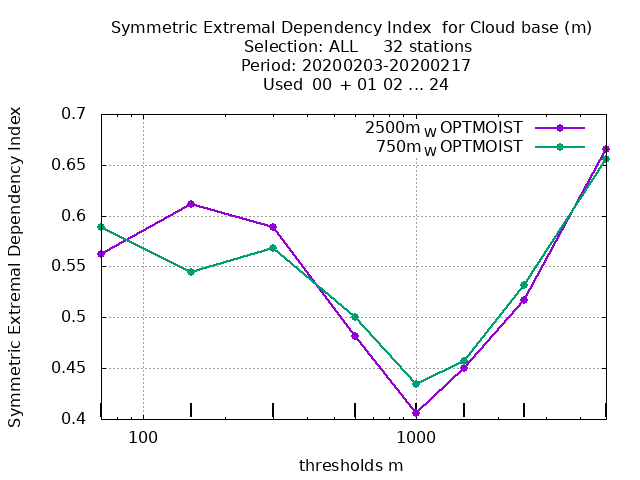 Symmetric Extremal Dependency Index  for Cloud base (m)
Selection: ALL     32 stations
Period: 20200203-20200217
Used  00 + 01 02 ... 24
Symmetric Extremal Dependency Index
0.7
0.65
0.6
0.55
0.5
0.45
0.4
2500m_W OPTMOIST
750m_W OPTMOIST
100
1000
thresholds m